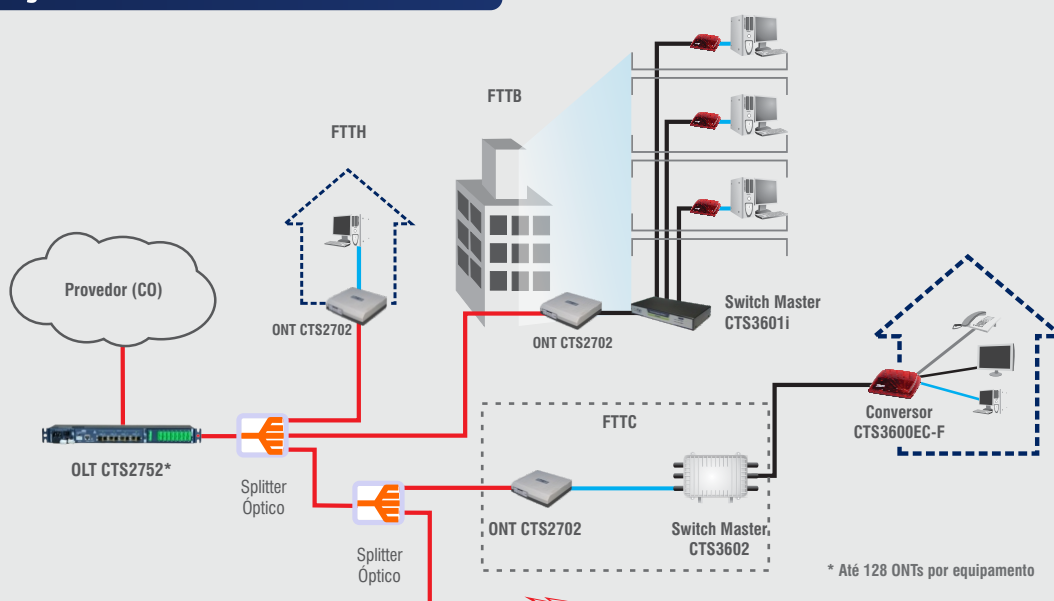 FTTB
FTTH
Provedor (CO)
ONT CTS2702
Switch Master
CTS3601i
ONT CTS2702
OLT CTS2752*
Splitter
Óptico
FTTC
Conversor
CTS3600EC-F
ONT CTS2702
Switch Master
CTS3602
Splitter
Óptico
* Até 128 ONTs por equipamento